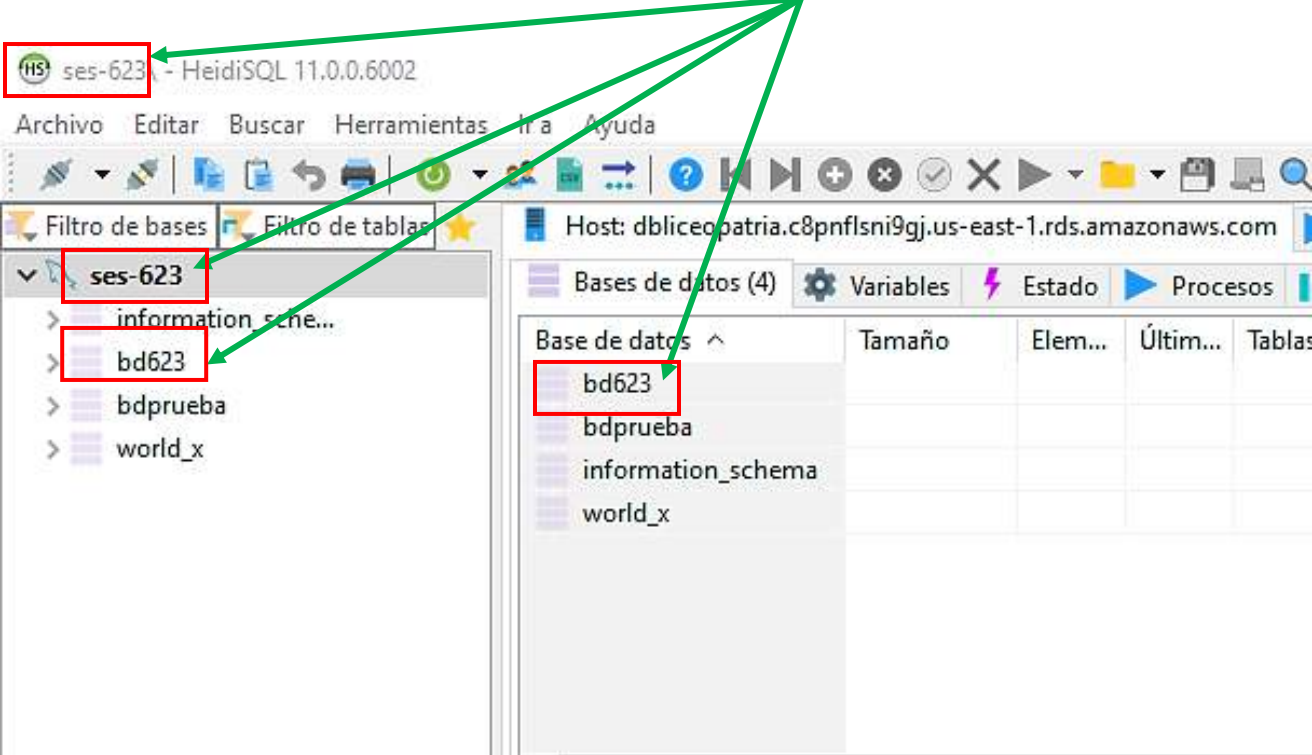 HS ses-623\ - HeidiSQL 11.0.0.6002
Archivo Editar Buscar Herramientas Ir a Ayuda
CSV ?
Filtro de bases Filtro de tablas
Host: dbliceopatria.c8pnflsni9gj.us-east-1.rds.amazonaws.com
ses-623
information_sche...
bd623
bdprueba
world_x
Bases de datos (4) Variables Estado Procesos
Base de datos Tamaño Elem... Últim... Tablas
bd623
bdprueba
information_schema
world_x